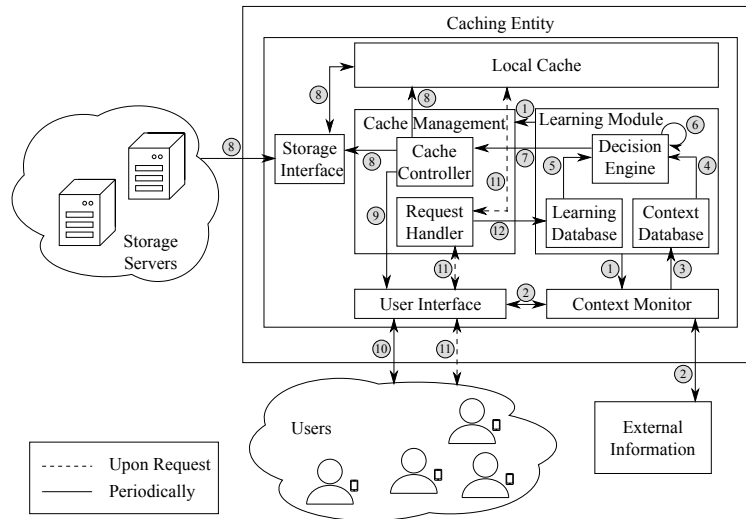 Caching Entity
Local Cache
8
8
1
Cache Management
Learning Module
6
8
Storage
Interface
8
Cache
Controller
7
Decision
Engine
11
5
4
9
Request
Handler
12
Learning
Database
Context
Database
Storage
Servers
11
1
3
User Interface
2
Context Monitor
10
11
2
Users
External
Information
Upon Request
Periodically